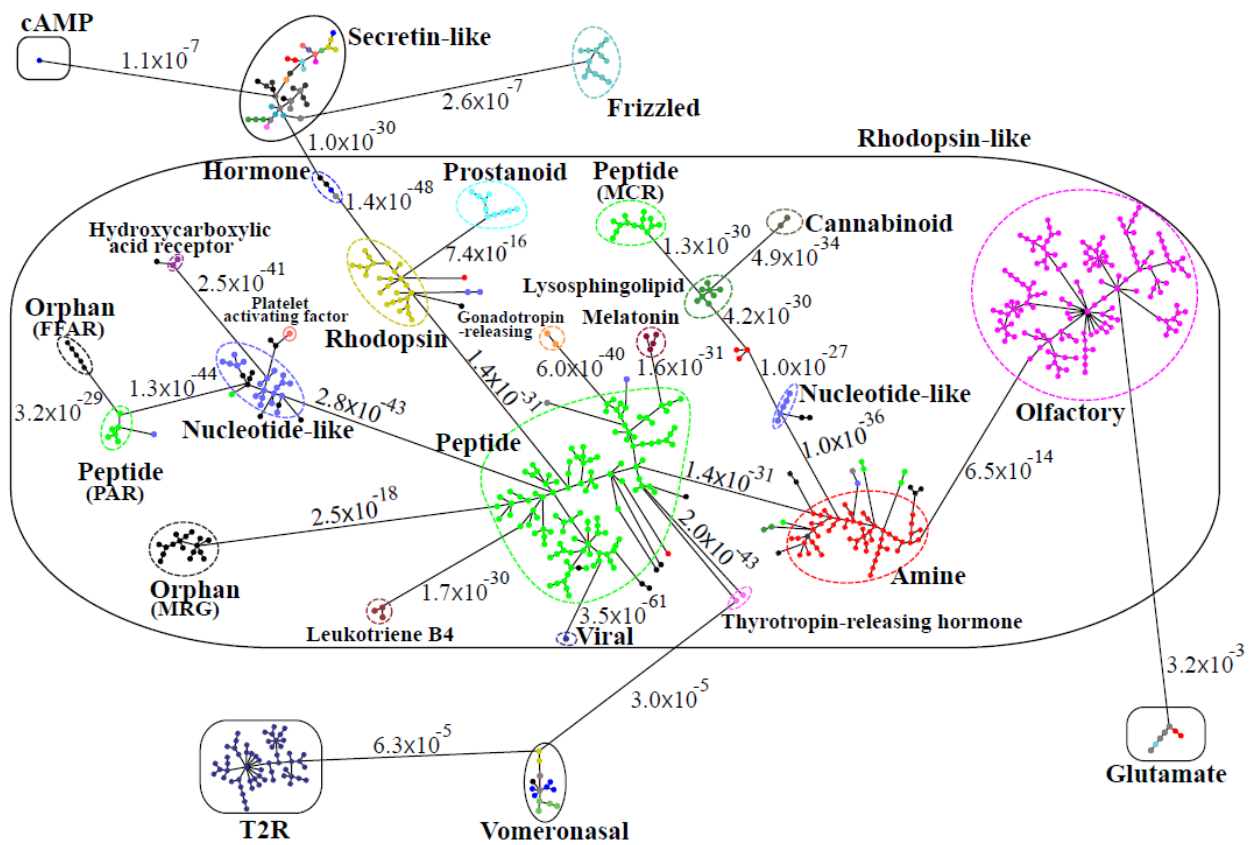 cAMP
1.1x10-7
Secretin-like
2.6x10-7
Frizzled
1.0x10-30
Rhodopsin-like
Hormone
1.4x10-48
Prostanoid
7.4x10-16
Peptide
(MCR)
1.3x10-30
Cannabinoid
4.9x10-34
Hydroxycarboxylic
acid receptor
2.5x10-41
Orphan
(FFAR)
Platelet
activating factor
Rhodopsin
Gonadotropin
-releasing
Lysosphingolipid
4.2x10-30
Melatonin
6.0x10-40
1.6x10-31
1.0x10-27
1.3x10-44
3.2x10-29
Nucleotide-like
2.8x10-43
1.4x10-31
Nucleotide-like
1.0x10-36
Olfactory
Peptide
(PAR)
Peptide
1.4x10-31
6.5x10-14
2.5x10-18
2.0x10-43
Orphan
(MRG)
1.7x10-30
Leukotriene B4
3.5x10-61
Viral
Amine
Thyrotropin-releasing hormone
3.2x10-3
3.0x10-5
6.3x10-5
T2R
Vomeronasal
Glutamate